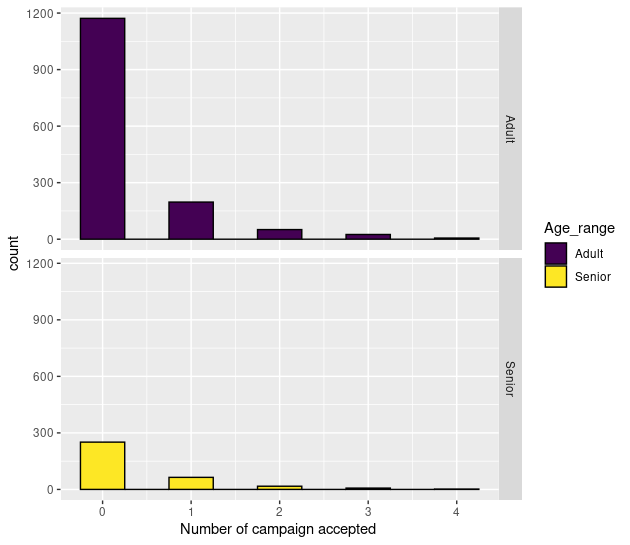 1200
900
600
300
0
Adult
count
1200
900
600
300
0
Senior
0 1 2 3 4
Number of campaign accepted
Age_range
Adult
Senior